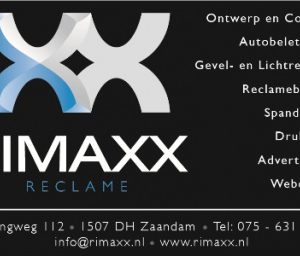 Ontwerp en Co
Autobelet
Gevel- en Lichtre
Reclameb
Spand
Dru
Advert
Web
IMAXX
RECLAME
ngweg 112 • 1507 DH Zaandam • Tel: 075 - 631
info@rimaxx.nl • www.rimaxx.nl